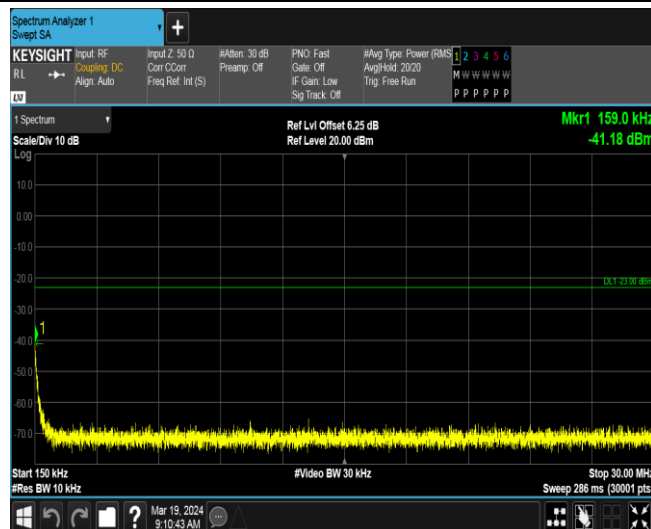 Spectrum Analyzer 1
Swept SA
+
KEYSIGHT Input: RF Input Z: 50 Ω #Atten: 30 dB PNO: Fast #Avg Type: Power (RMS 1 2 3 4 5 6
RL Coupling: DC Corr CCorr Preamp: Off Gate: Off Avg|Hold: 20/20 M W W W W W
Align: Auto Freq Ref: Int (S) IF Gain: Low Trig: Free Run
LXI Sig Track: Off P P P P P P
1 Spectrum Ref Lvl Offset 6.25 dB Mkr1 159.0 kHz
Scale/Div 10 dB Ref Level 20.00 dBm -41.18 dBm
Log
10.0
0.00
-10.0
-20.0
DL1 -23.00 dBm
-30.0
1
-40.0
-50.0
-60.0
-70.0
Start 150 kHz #Video BW 30 kHz Stop 30.00 MHz
#Res BW 10 kHz Sweep 286 ms (30001 pts)
? Mar 19, 2024
9:10:43 AM